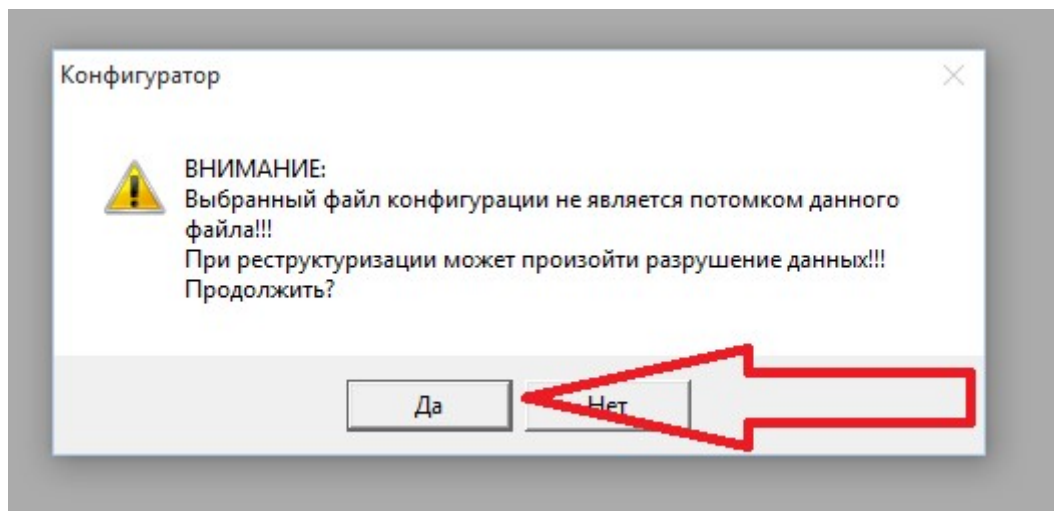 Конфигуратор
ВНИМАНИЕ:
Выбранный файл конфигурации не является потомком данного
файла!!!
При реструктуризации может произойти разрушение данных!!!
Продолжить?
Да
Нет